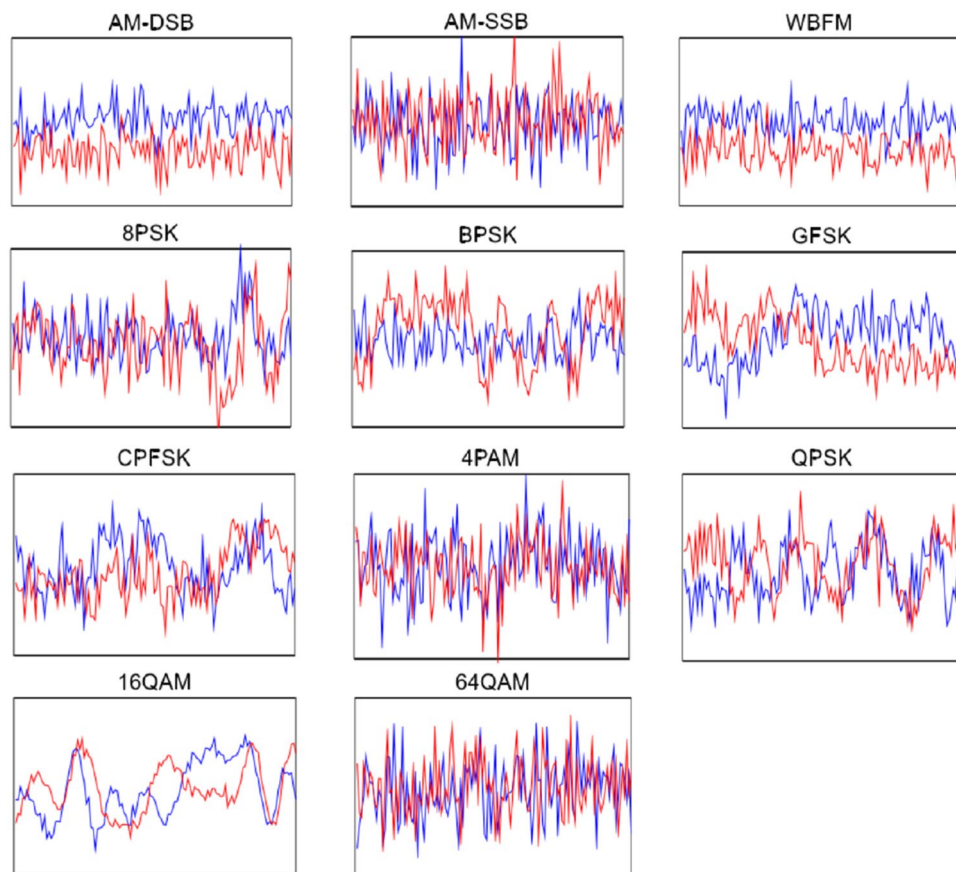 AM-DSB
AM-SSB
WBFM
8PSK
BPSK
GFSK
CPFSK
4PAM
QPSK
16QAM
64QAM